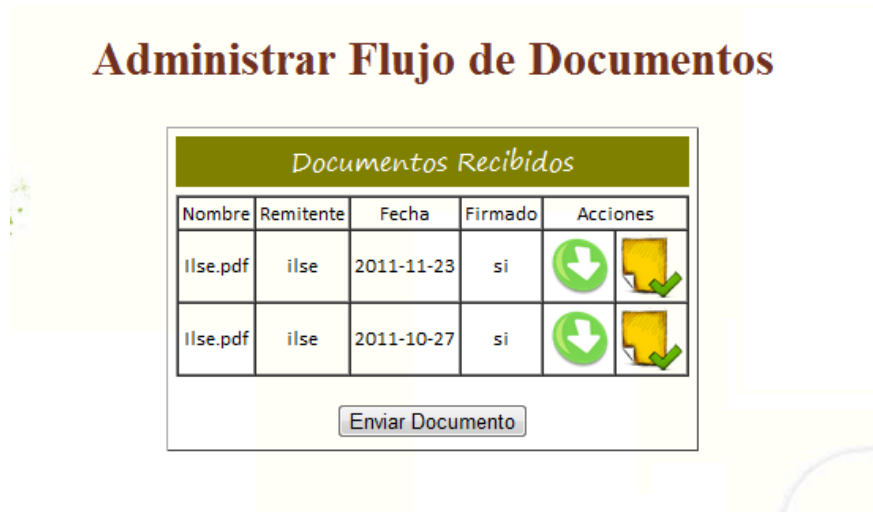 Administrar Flujo de Documentos
Documentos Recibidos
Nombre Remitente Fecha Firmado Acciones
Ilse.pdf ilse 2011-11-23 si
Ilse.pdf ilse 2011-10-27 si
Enviar Documento